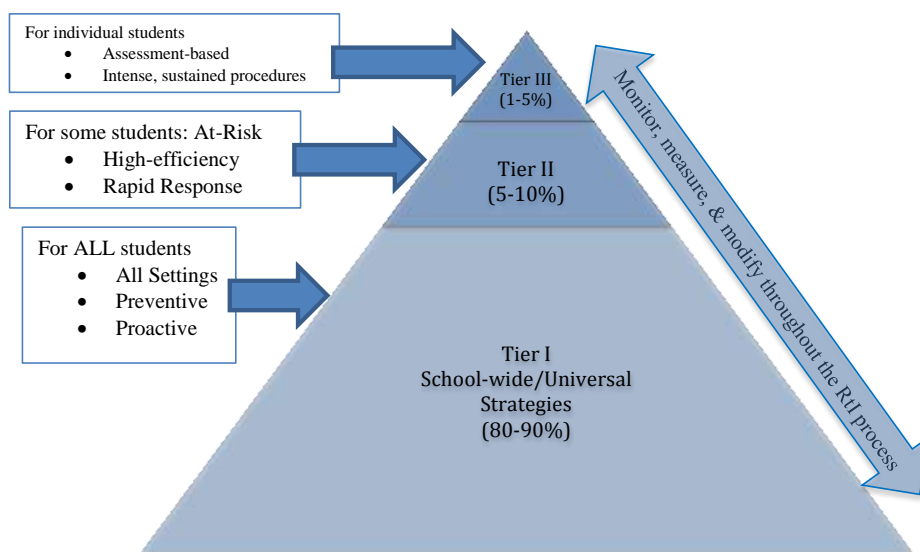 For individual students
• Assessment-based
• Intense, sustained procedures
Tier III
(1-5%)
For some students: At-Risk
• High-efficiency
• Rapid Response
Tier II
(5-10%)
For ALL students
• All Settings
• Preventive
• Proactive
Tier I
School-wide/Universal
Strategies
(80-90%)
Monitor, measure, & modify throughout the RtI process